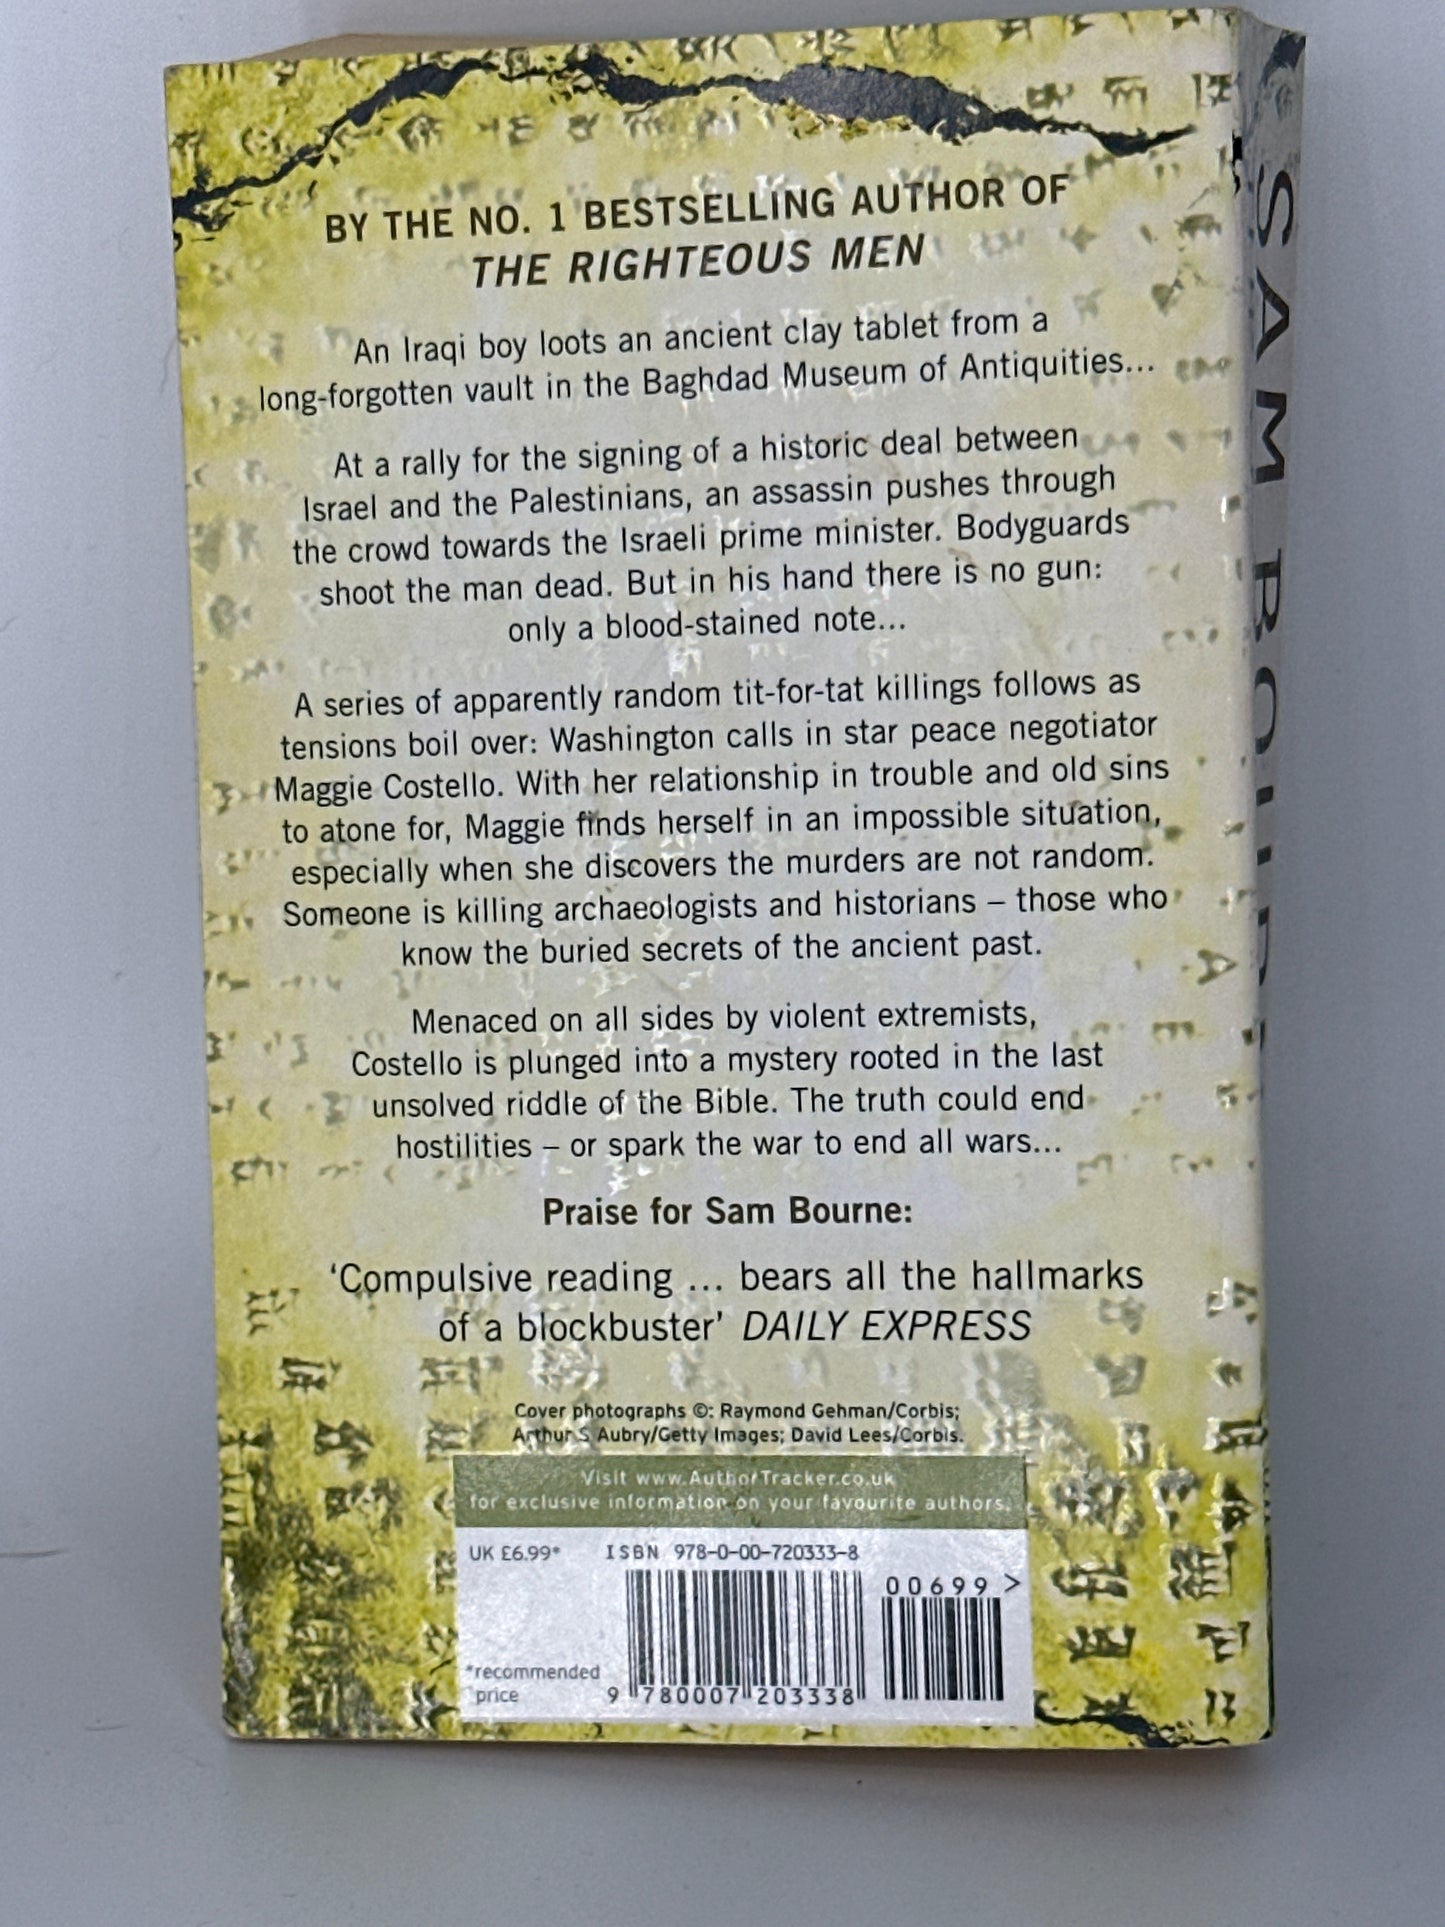 BY THE NO. 1 BESTSELLING AUTHOR OF
THE RIGHTEOUS MEN
An Iraqi boy loots an ancient clay tablet from a
long-forgotten vault in the Baghdad Museum of Antiquities...
At a rally for the signing of a historic deal between
Israel and the Palestinians, an assassin pushes through
the crowd towards the Israeli prime minister. Bodyguards
shoot the man dead. But in his hand there is no gun:
only a blood-stained note...
A series of apparently random tit-for-tat killings follows as
tensions boil over: Washington calls in star peace negotiator
Maggie Costello. With her relationship in trouble and old sins
to atone for, Maggie finds herself in an impossible situation,
especially when she discovers the murders are not random.
Someone is killing archaeologists and historians – those who
know the buried secrets of the ancient past.
Menaced on all sides by violent extremists,
Costello is plunged into a mystery rooted in the last
unsolved riddle of the Bible. The truth could end
hostilities – or spark the war to end all wars...
Praise for Sam Bourne:
‘Compulsive reading ... bears all the hallmarks
of a blockbuster’ DAILY EXPRESS
Cover photographs ©: Raymond Gehman/Corbis;
Arthur S Aubry/Getty Images; David Lees/Corbis.
Visit www.AuthorTracker.co.uk
for exclusive information on your favourite authors.
UK £6.99*
ISBN 978-0-00-720333-8
00699 >
*recommended
price
9 780007 203338
SAM BOURNE